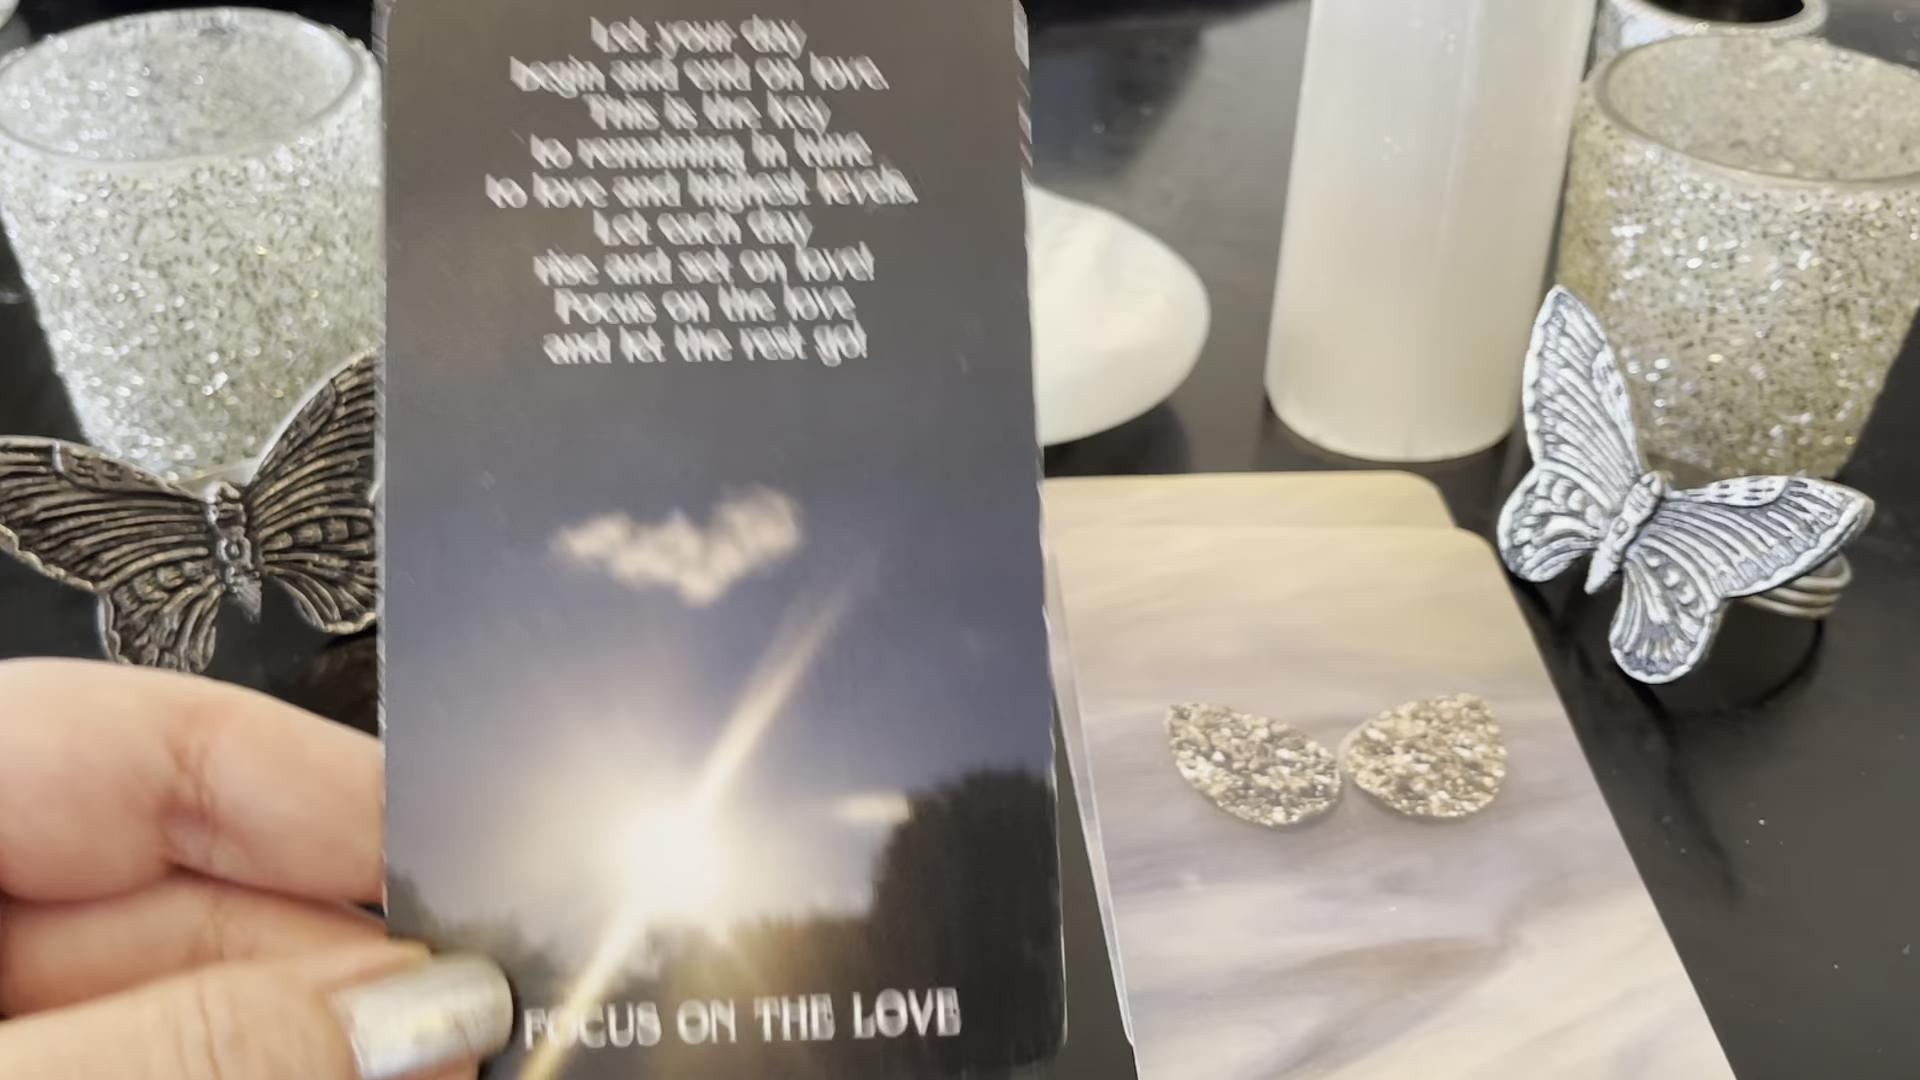 Let your day
begin and end on love.
This is the key
to remaining in tune
to love and highest levels.
Let each day
rise and set on love!
Focus on the love
and let the rest go!
FOCUS ON THE LOVE